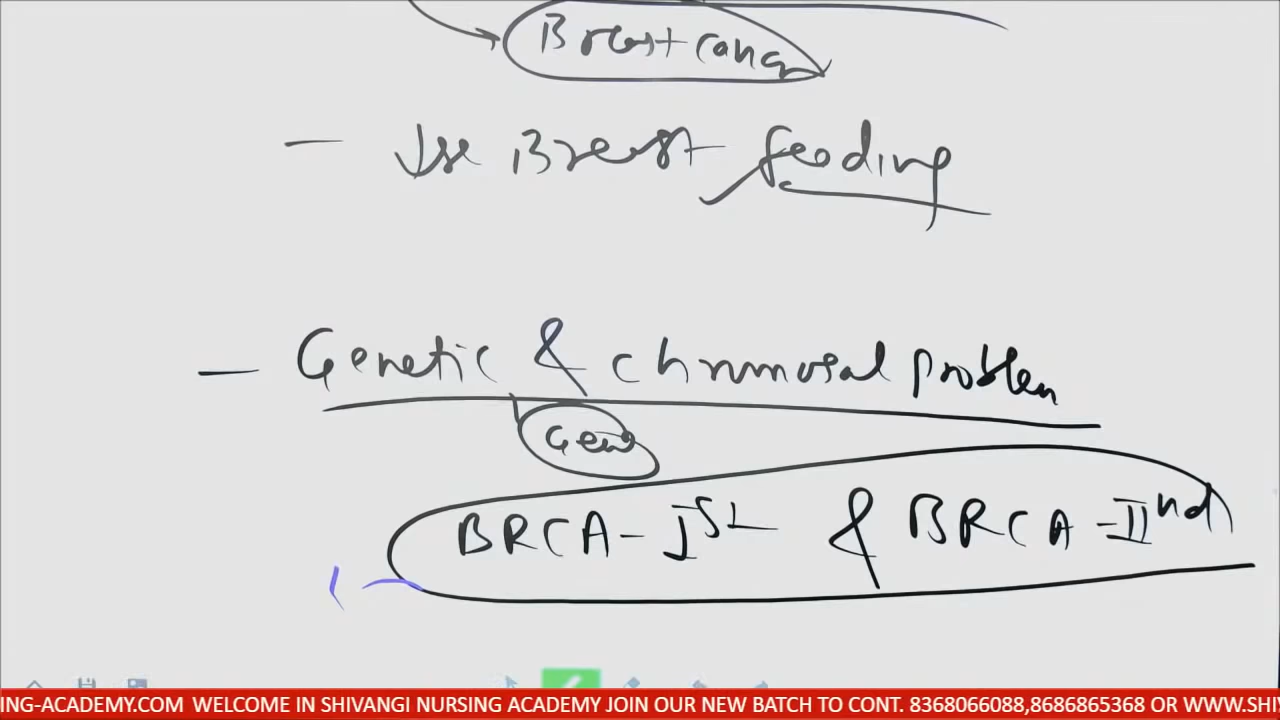 Breast cancer
— ↓se Breast feeding
— Genetic & chromosal problem
Gene
BRCA-Ist & BRCA-IInd
ING-ACADEMY.COM WELCOME IN SHIVANGI NURSING ACADEMY JOIN OUR NEW BATCH TO CONT. 8368066088,8686865368 OR WWW.SHI